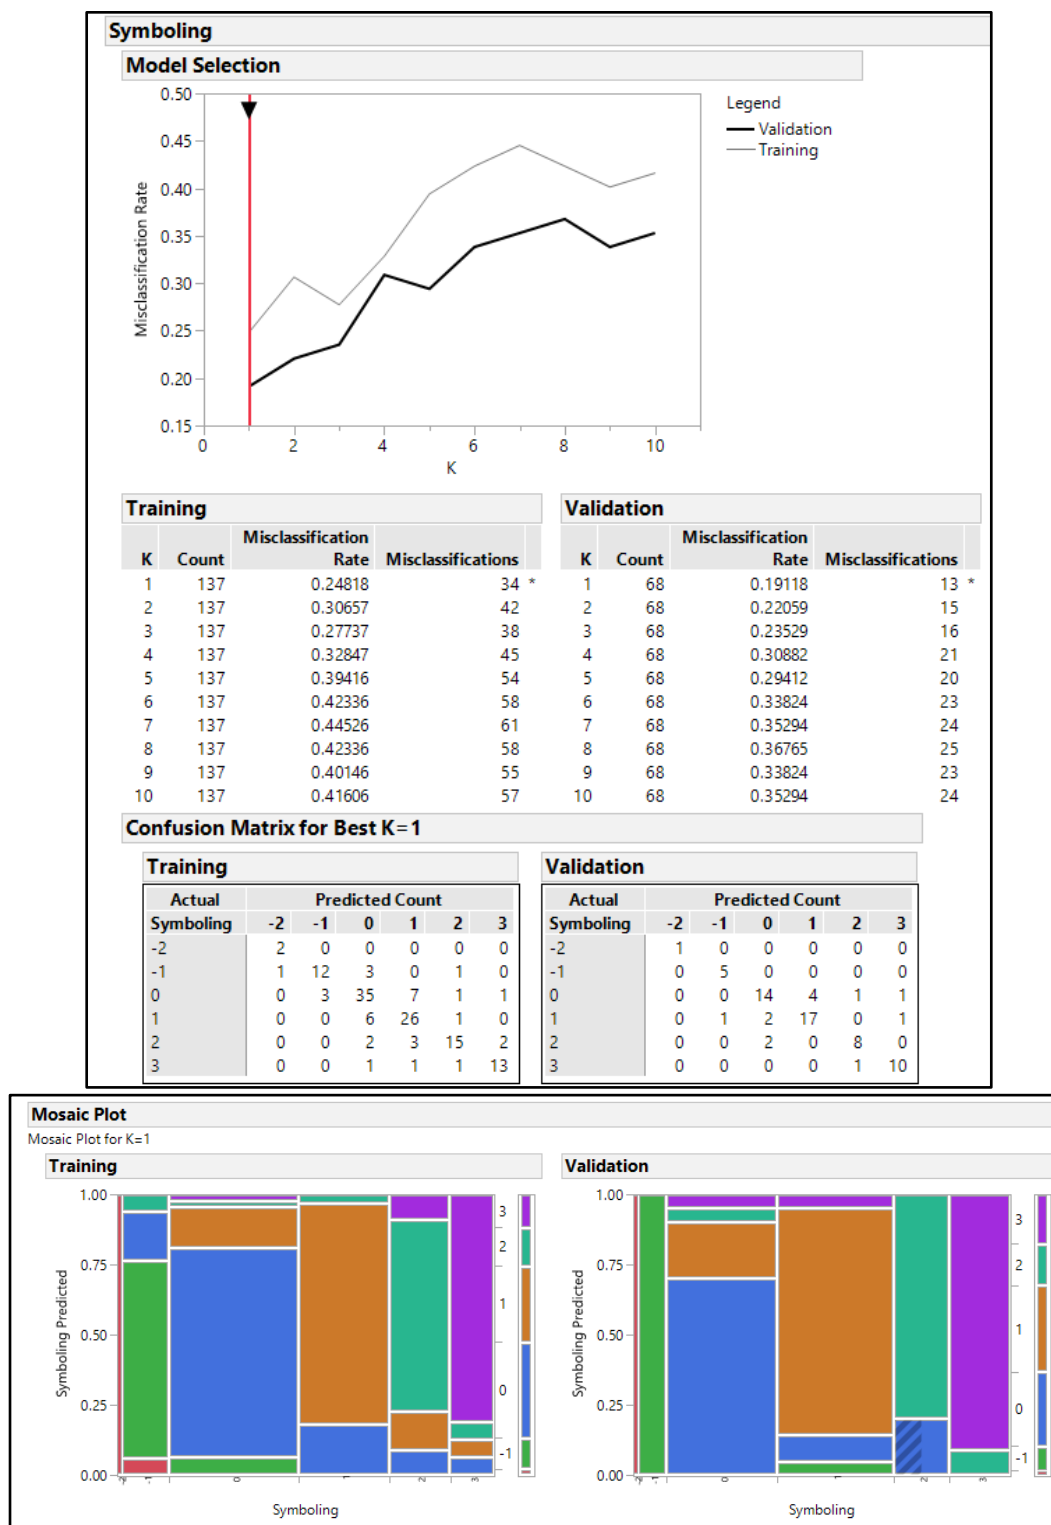 Symboling
Model Selection
0.50
0.45
0.40
0.35
0.30
0.25
0.20
0.15
Misclassification Rate
0 2 4 6 8 10
K
Legend
Validation
Training
Training
Misclassification
K Count Rate Misclassifications
1 137 0.24818 34 *
2 137 0.30657 42
3 137 0.27737 38
4 137 0.32847 45
5 137 0.39416 54
6 137 0.42336 58
7 137 0.44526 61
8 137 0.42336 58
9 137 0.40146 55
10 137 0.41606 57
Validation
Misclassification
K Count Rate Misclassifications
1 68 0.19118 13 *
2 68 0.22059 15
3 68 0.23529 16
4 68 0.30882 21
5 68 0.29412 20
6 68 0.33824 23
7 68 0.35294 24
8 68 0.36765 25
9 68 0.33824 23
10 68 0.35294 24
Confusion Matrix for Best K=1
Training
Actual Predicted Count
Symboling -2 -1 0 1 2 3
-2 2 0 0 0 0 0
-1 1 12 3 0 1 0
0 0 3 35 7 1 1
1 0 0 6 26 1 0
2 0 0 2 3 15 2
3 0 0 1 1 1 13
Validation
Actual Predicted Count
Symboling -2 -1 0 1 2 3
-2 1 0 0 0 0 0
-1 0 5 0 0 0 0
0 0 0 14 4 1 1
1 0 1 2 17 0 1
2 0 0 2 0 8 0
3 0 0 0 0 1 10
Mosaic Plot
Mosaic Plot for K=1
Training
1.00
0.75
0.50
0.25
0.00
Symboling Predicted
-2 -1 0 1 2 3
Symboling
3
2
1
0
-1
Validation
1.00
0.75
0.50
0.25
0.00
Symboling Predicted
-2 -1 0 1 2 3
Symboling
3
2
1
0
-1